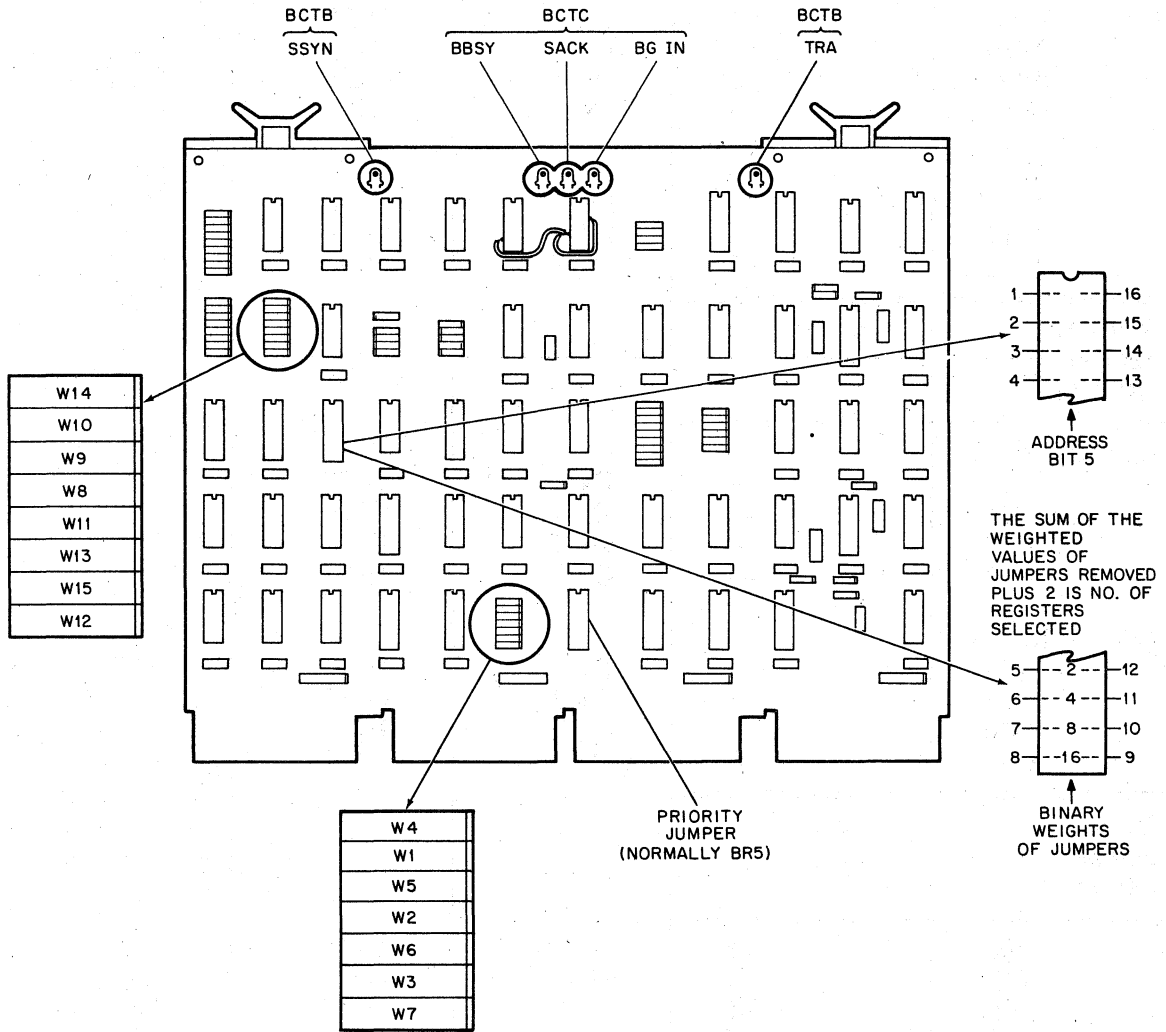 BCTB
BCTC
BCTB
SSYN
BBSY
SACK
BG IN
TRA
1
16
2
15
3
14
4
13
ADDRESS
BIT 5
W14
W10
W9
W8
W11
W13
W15
W12
THE SUM OF THE
WEIGHTED
VALUES OF
JUMPERS REMOVED
PLUS 2 IS NO. OF
REGISTERS
SELECTED
5 2 12
6 4 11
7 8 10
8 16 9
BINARY
WEIGHTS
OF JUMPERS
PRIORITY
JUMPER
(NORMALLY BR5)
W4
W1
W5
W2
W6
W3
W7